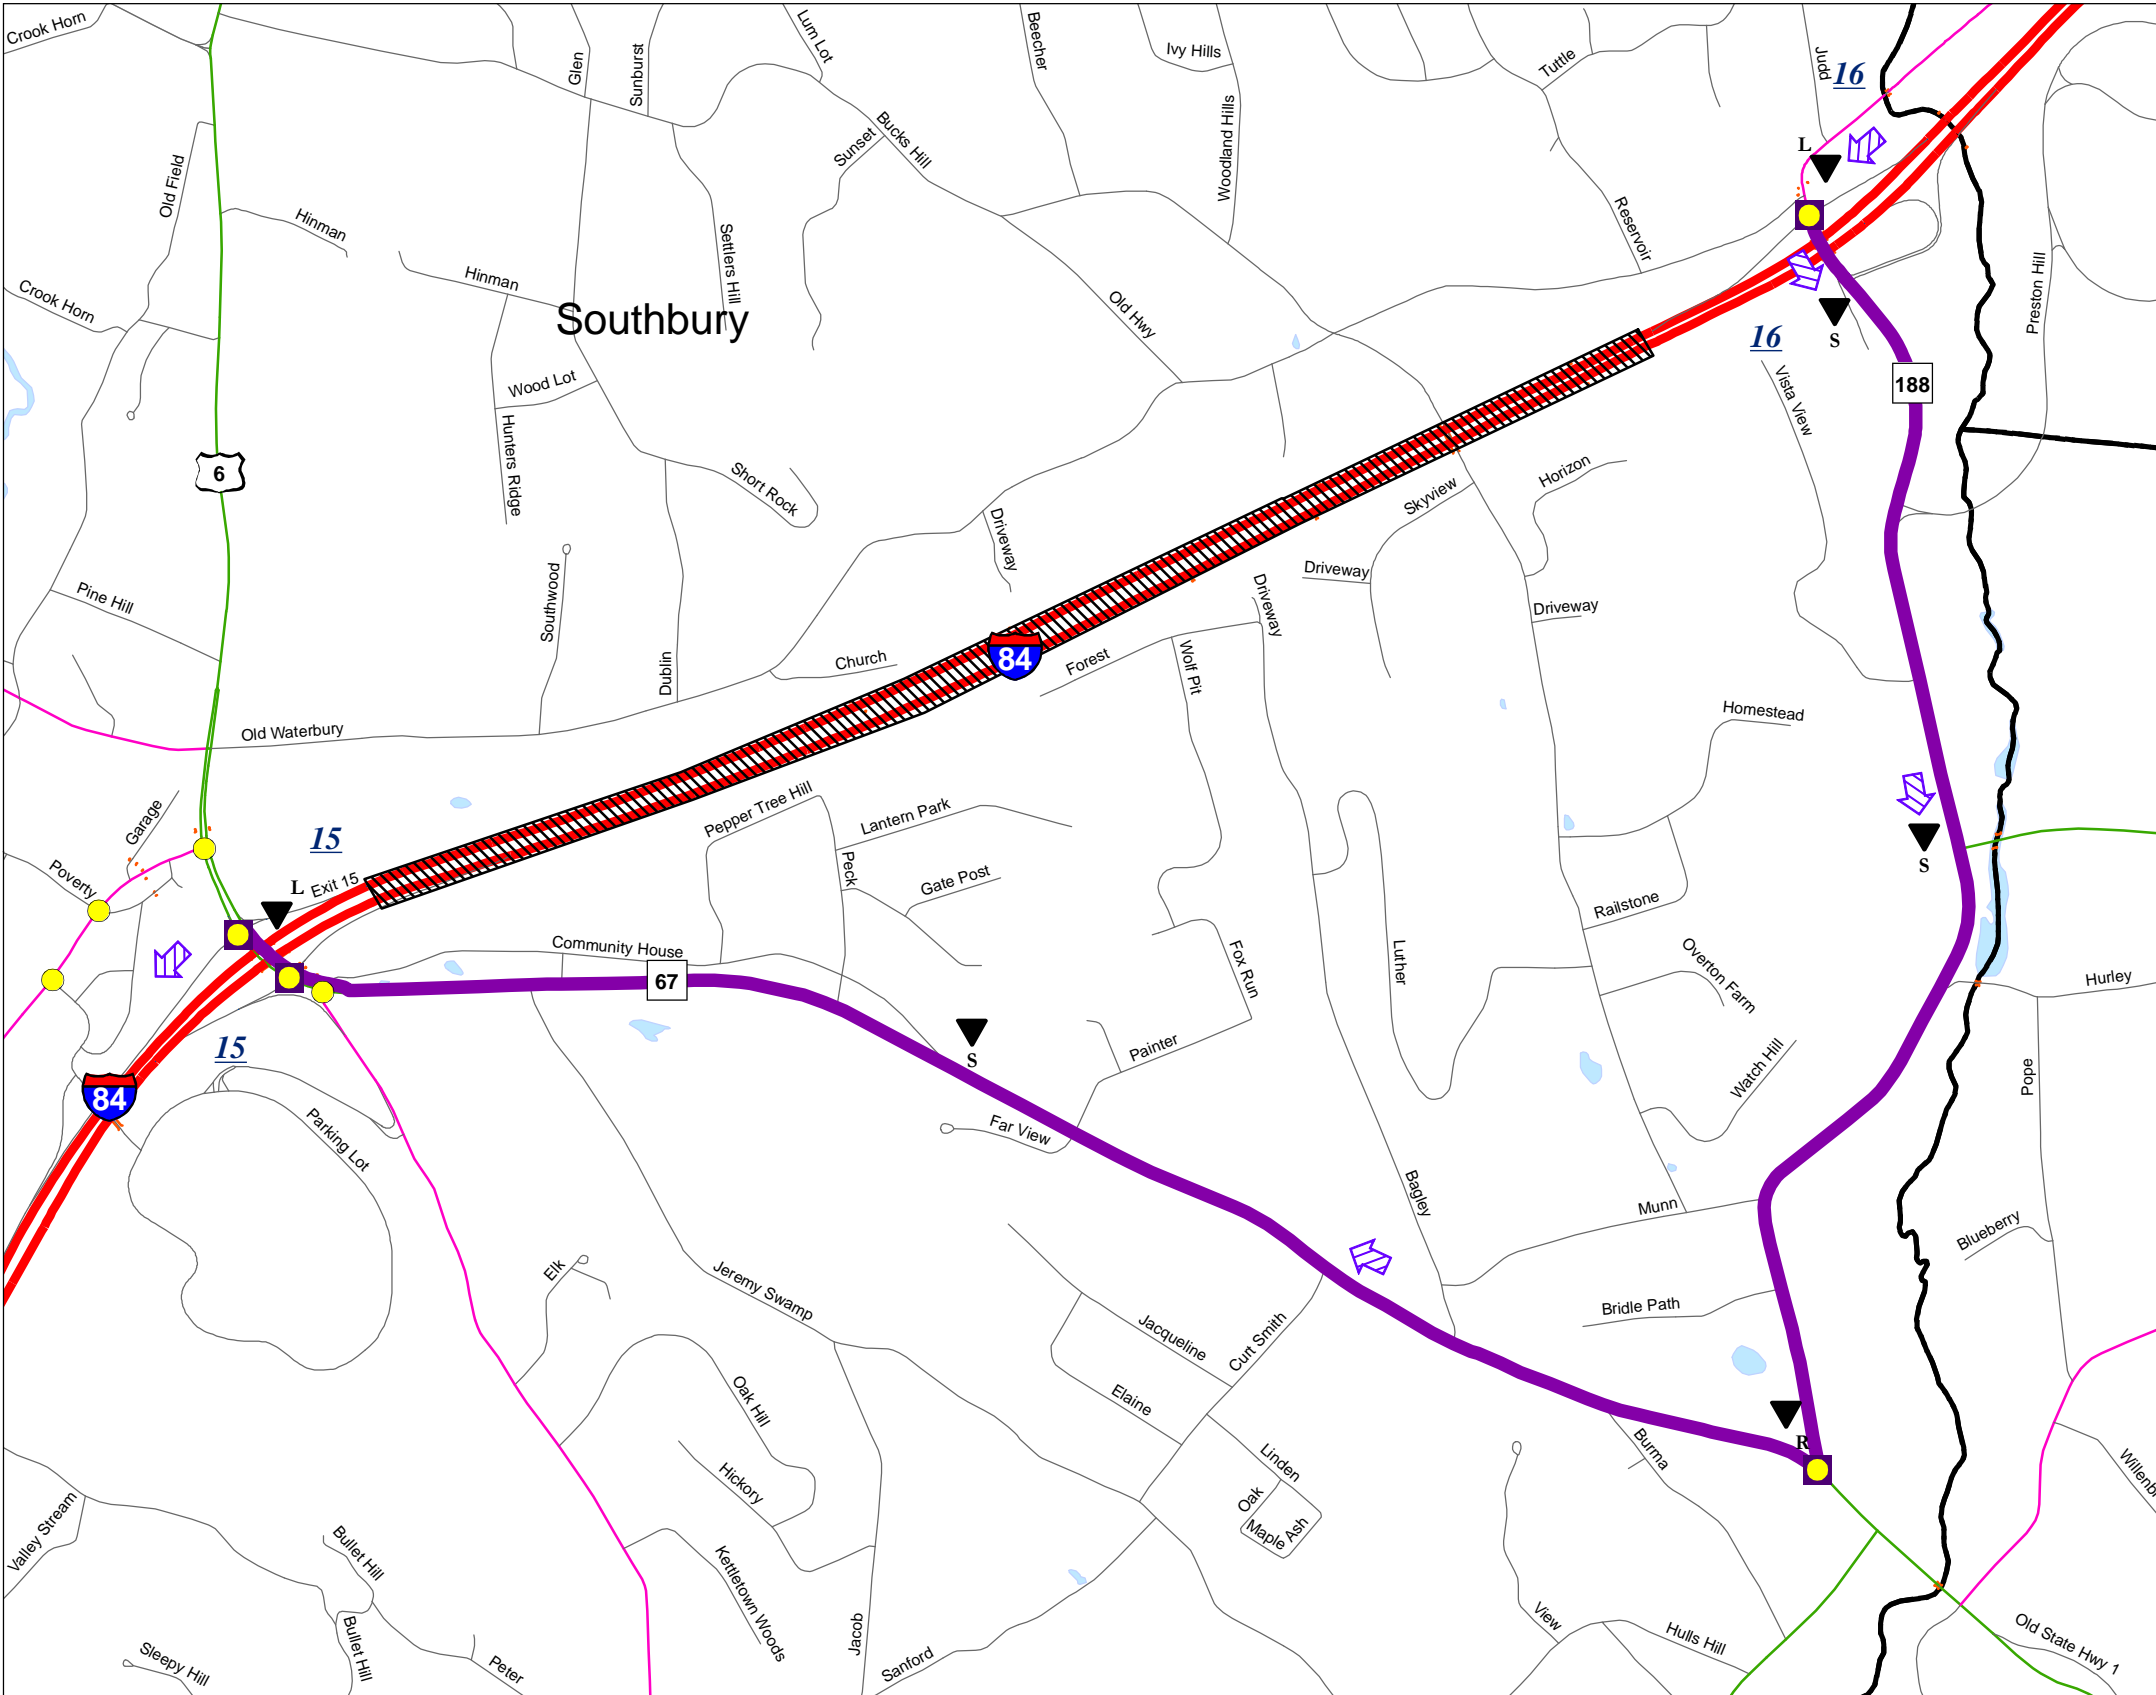 Crook Horn
Glen
Sunburst
Lum Lot
Beecher
Ivy Hills
Tuttle
Judd
16
Old Field
Sunset
Bucks Hill
Woodland Hills
L
Hinman
Settlers Hill
Reservoir
Preston Hill
Crook Horn
Hinman
Southbury
Old Hwy
16
S
Wood Lot
Vista View
188
6
Hunters Ridge
Short Rock
Driveway
Skyview
Horizon
Pine Hill
Southwood
Driveway
Driveway
Driveway
Dublin
Church
84
Forest
Wolf Pit
Old Waterbury
Homestead
Garage
15
Pepper Tree Hill
Lantern Park
S
Poverty
L
Exit 15
Peck
Gate Post
Railstone
Community House
67
Fox Run
Luther
Overton Farm
Hurley
15
S
Painter
84
Watch Hill
Pope
Parking Lot
Far View
Bagley
Munn
Blueberry
Elk
Jeremy Swamp
Jacqueline
Curt Smith
Bridle Path
Oak Hill
Elaine
R
Hickory
Linden
Burma
Oak
Maple
Ash
Valley Stream
Bullet Hill
Kettletown Woods
Bullet Hill
Jacob
View
Hulls Hill
Old State Hwy 1
Sleepy Hill
Peter
Sanford